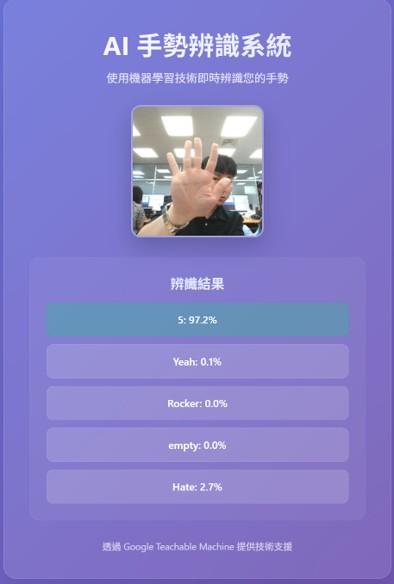 AI 手勢辨識系統
使用機器學習技術即時辨識您的手勢
辨識結果
5: 97.2%
Yeah: 0.1%
Rocker: 0.0%
empty: 0.0%
Hate: 2.7%
透過 Google Teachable Machine 提供技術支援